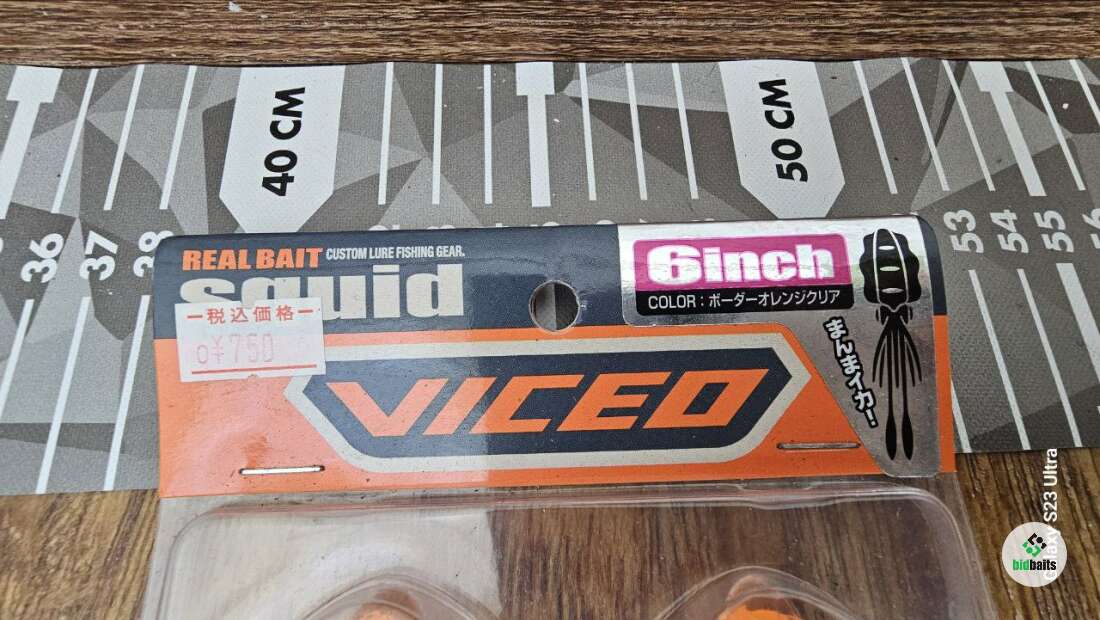 40 CM
50 CM
36
37
38
53
54
55
REAL BAIT CUSTOM LURE FISHING GEAR.
squid
6inch
COLOR：ボーダーオレンジクリア
税込価格
¥750
VICEO
まんまイカ！
Galaxy S23 Ultra
bidbaits